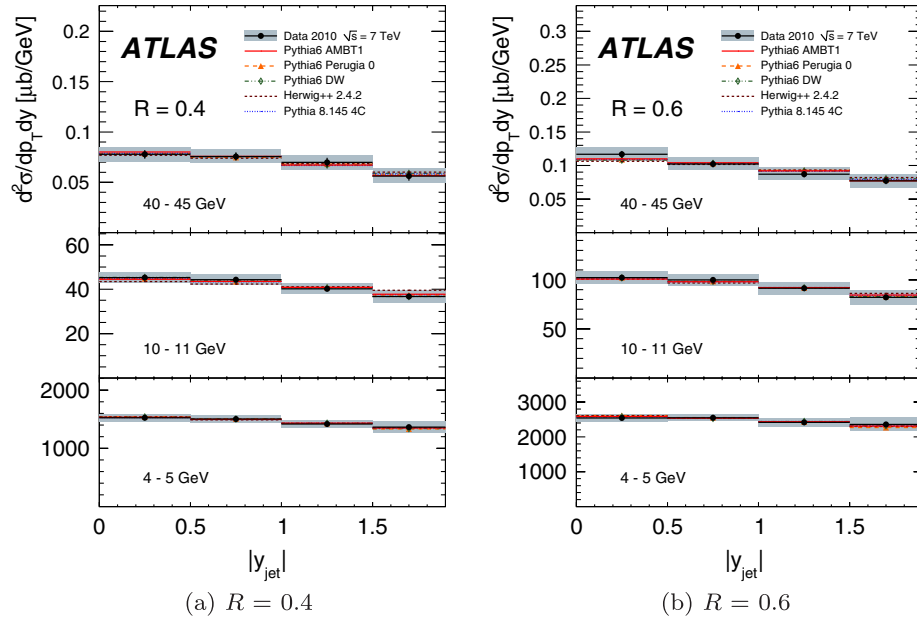 d²σ/dp_T dy [μb/GeV]
0.2
0.15
0.1
0.05
ATLAS
R = 0.4
Data 2010 √s = 7 TeV
Pythia6 AMBT1
Pythia6 Perugia 0
Pythia6 DW
Herwig++ 2.4.2
Pythia 8.145 4C
40 - 45 GeV
60
40
20
10 - 11 GeV
2000
1000
4 - 5 GeV
0 0.5 1 1.5
|y_jet|
(a) R = 0.4
d²σ/dp_T dy [μb/GeV]
0.3
0.25
0.2
0.15
0.1
0.05
ATLAS
R = 0.6
Data 2010 √s = 7 TeV
Pythia6 AMBT1
Pythia6 Perugia 0
Pythia6 DW
Herwig++ 2.4.2
Pythia 8.145 4C
40 - 45 GeV
100
50
10 - 11 GeV
3000
2000
1000
4 - 5 GeV
0 0.5 1 1.5
|y_jet|
(b) R = 0.6